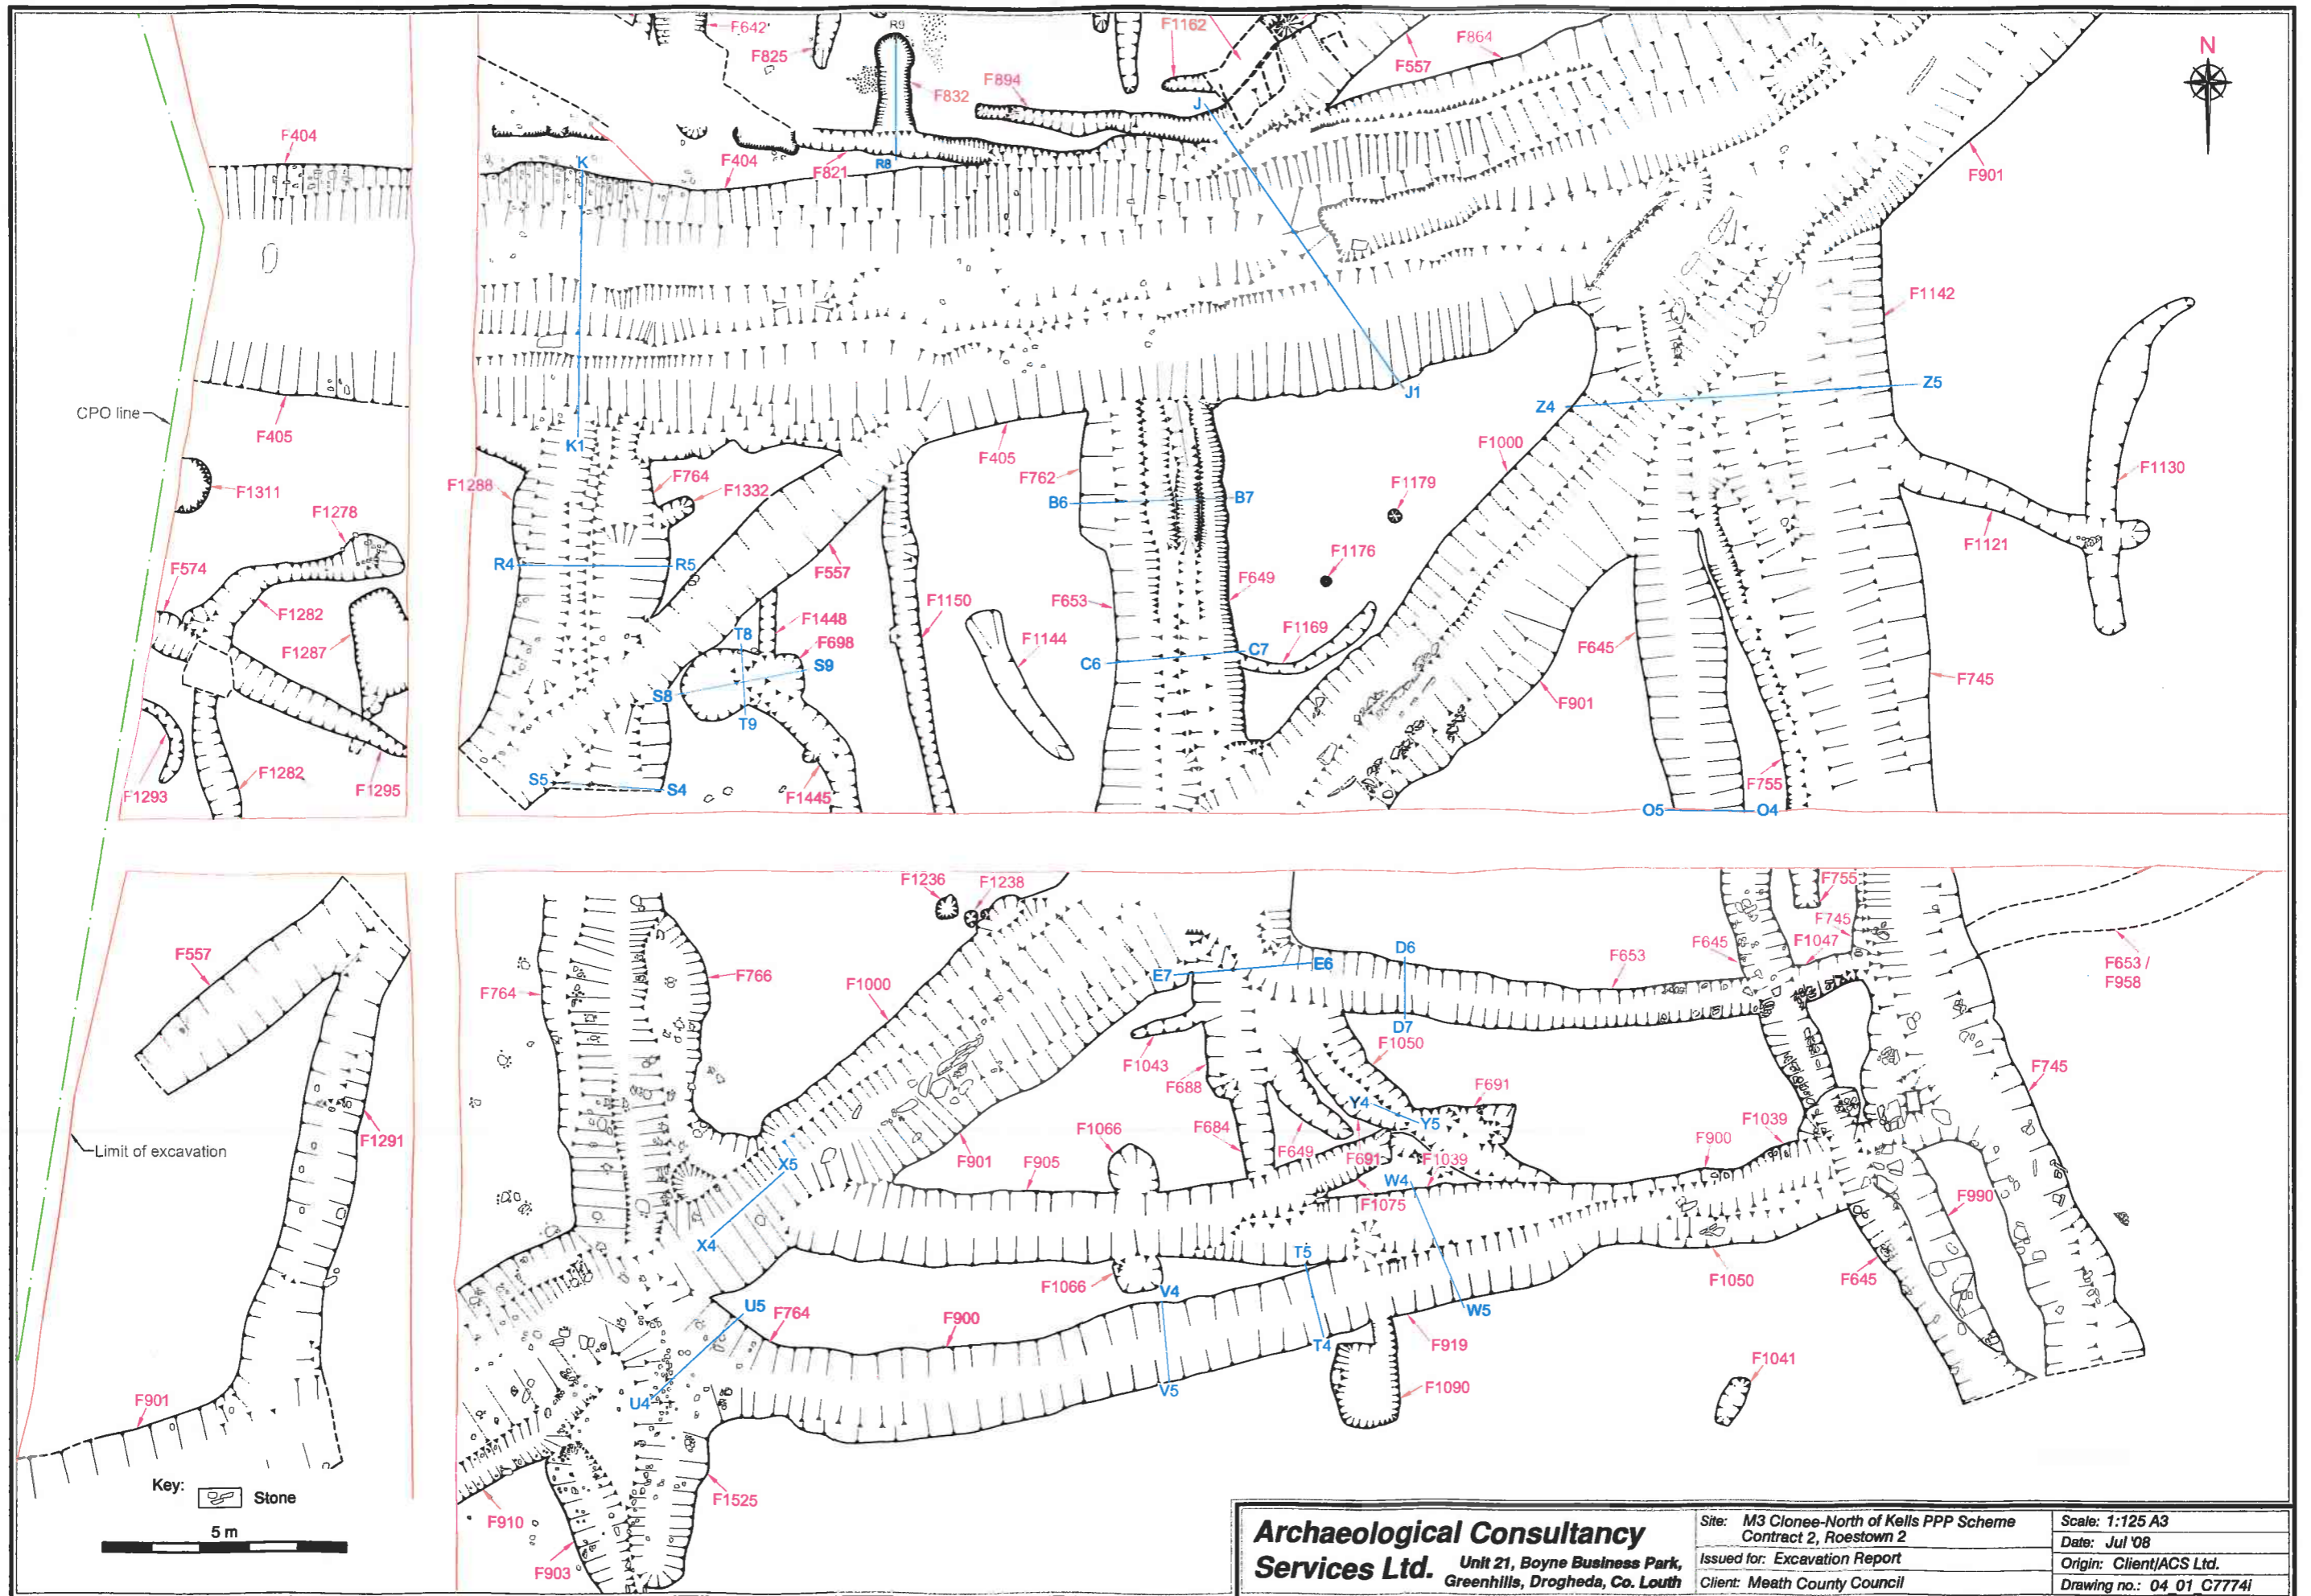 F642
R9
F825
F832
F894
F1162
F557
F864
N
F404
F404
F821
R8
J
K
F901
F1142
CPO line
F405
K1
J1
Z4
Z5
F1311
F1288
F764
F1332
F405
F762
B6
B7
F1000
F1179
F1130
F1278
F574
R4
R5
F557
F1176
F1121
F1282
F1287
F1448
F1150
F653
F649
F1144
T8
F698
S9
S8
T9
C6
C7
F1169
F645
F901
F745
F1293
F1282
F1295
S5
S4
F1445
F755
O5
O4
F1236
F1238
F755
F745
F557
F764
F766
F1000
E7
E6
D6
F653
F645
F1047
F653 /
F958
D7
F1050
F1043
F688
F691
F745
Limit of excavation
F1291
Y4
Y5
F1066
F684
F649
F691
F1039
F900
F1039
X5
F901
F905
W4
F1075
F990
X4
F1066
V4
T5
F1050
F645
U5
F764
F900
W5
T4
F919
F1041
F1090
V5
U4
F901
Key:
Stone
5 m
F910
F903
F1525
Archaeological Consultancy
Services Ltd.
Unit 21, Boyne Business Park,
Greenhills, Drogheda, Co. Louth
Site: M3 Clonee-North of Kells PPP Scheme
Contract 2, Roestown 2
Issued for: Excavation Report
Client: Meath County Council
Scale: 1:125 A3
Date: Jul '08
Origin: Client/ACS Ltd.
Drawing no.: 04_01_C7774i